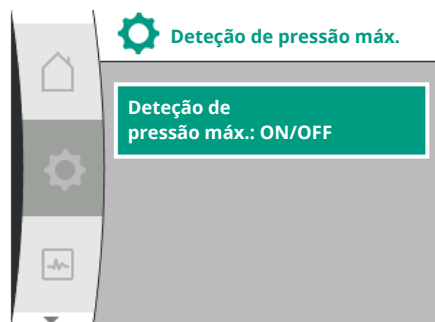 Deteção de pressão máx.
Deteção de
pressão máx.: ON/OFF